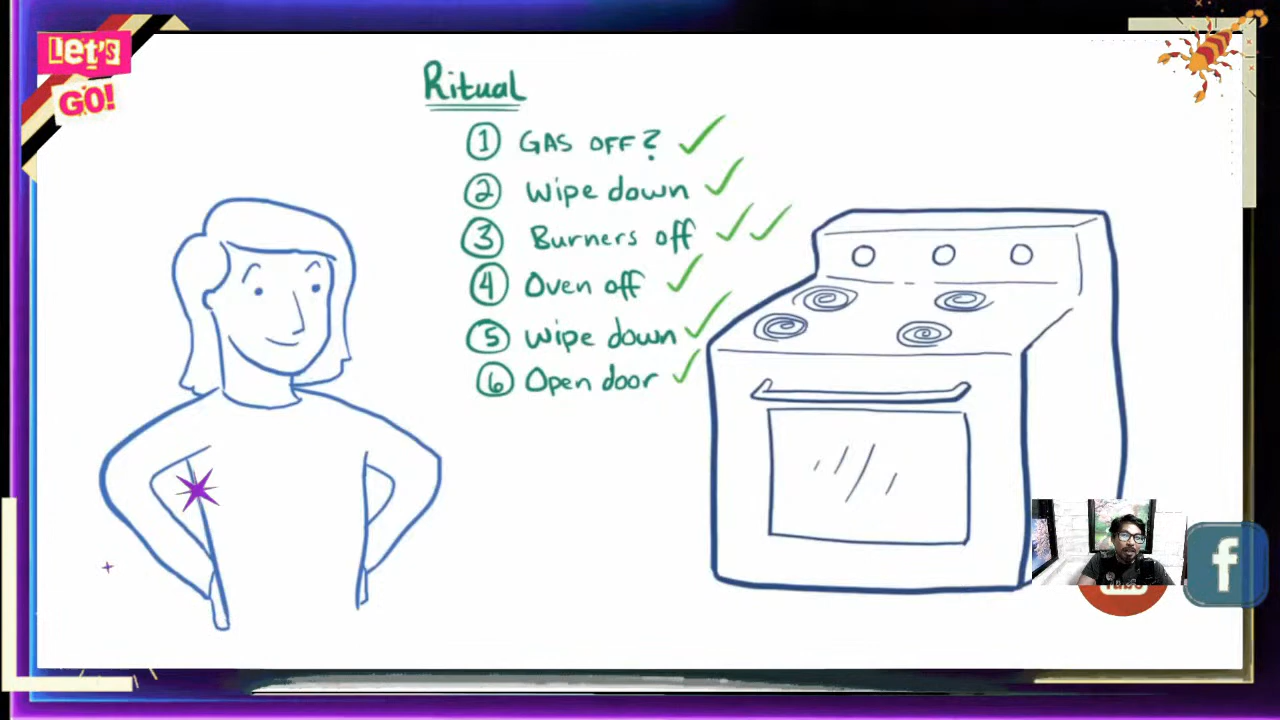 Let's
GO!
Ritual
1 GAS OFF?
2 Wipe down
3 Burners off
4 Oven off
5 Wipe down
6 Open door
f